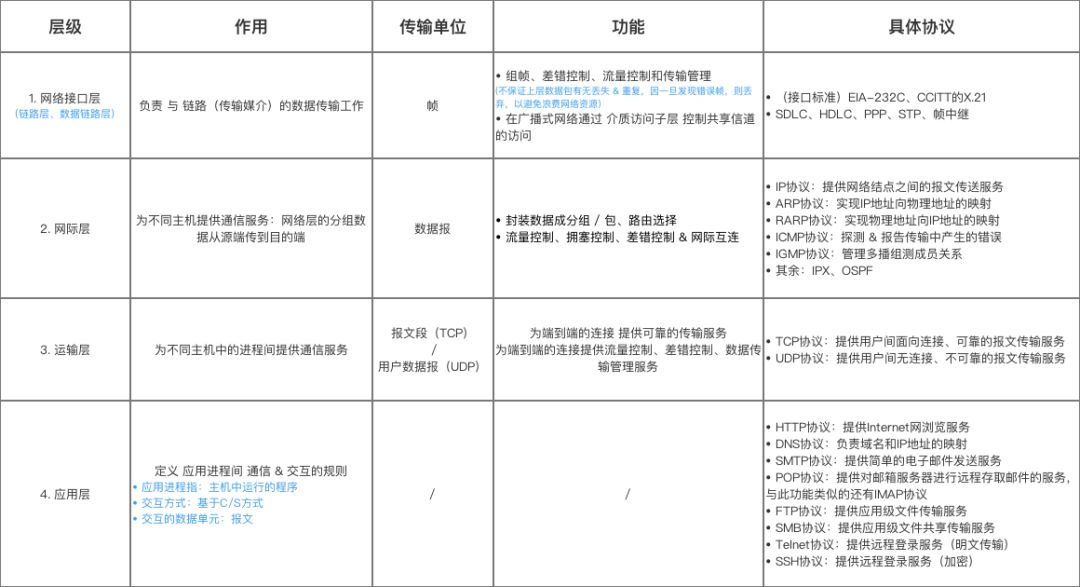 层级
作用
传输单位
功能
具体协议
1. 网络接口层
(链路层、数据链路层)
负责 与 链路（传输媒介）的数据传输工作
帧
• 组帧、差错控制、流量控制和传输管理
(不保证上层数据包有无丢失 & 重复，因一旦发现错误帧，则丢
弃，以避免浪费网络资源)
• 在广播式网络通过 介质访问子层 控制共享信道
的访问
• （接口标准）EIA-232C、CCITT的X.21
• SDLC、HDLC、PPP、STP、帧中继
2. 网际层
为不同主机提供通信服务：网络层的分组数
据从源端传到目的端
数据报
• 封装数据成分组 / 包、路由选择
• 流量控制、拥塞控制、差错控制 & 网际互连
• IP协议：提供网络结点之间的报文传送服务
• ARP协议：实现IP地址向物理地址的映射
• RARP协议：实现物理地址向IP地址的映射
• ICMP协议：探测 & 报告传输中产生的错误
• IGMP协议：管理多播组测成员关系
• 其余：IPX、OSPF
3. 运输层
为不同主机中的进程间提供通信服务
报文段（TCP）
/
用户数据报（UDP）
为端到端的连接 提供可靠的传输服务
为端到端的连接提供流量控制、差错控制、数据传
输管理服务
• TCP协议：提供用户间面向连接、可靠的报文传输服务
• UDP协议：提供用户间无连接、不可靠的报文传输服务
4. 应用层
定义 应用进程间 通信 & 交互的规则
• 应用进程指：主机中运行的程序
• 交互方式：基于C/S方式
• 交互的数据单元：报文
/
/
• HTTP协议：提供Internet网浏览服务
• DNS协议：负责域名和IP地址的映射
• SMTP协议：提供简单的电子邮件发送服务
• POP协议：提供对邮箱服务器进行远程存取邮件的服务，
与此功能类似的还有IMAP协议
• FTP协议：提供应用级文件传输服务
• SMB协议：提供应用级文件共享传输服务
• Telnet协议：提供远程登录服务（明文传输）
• SSH协议：提供远程登录服务（加密）